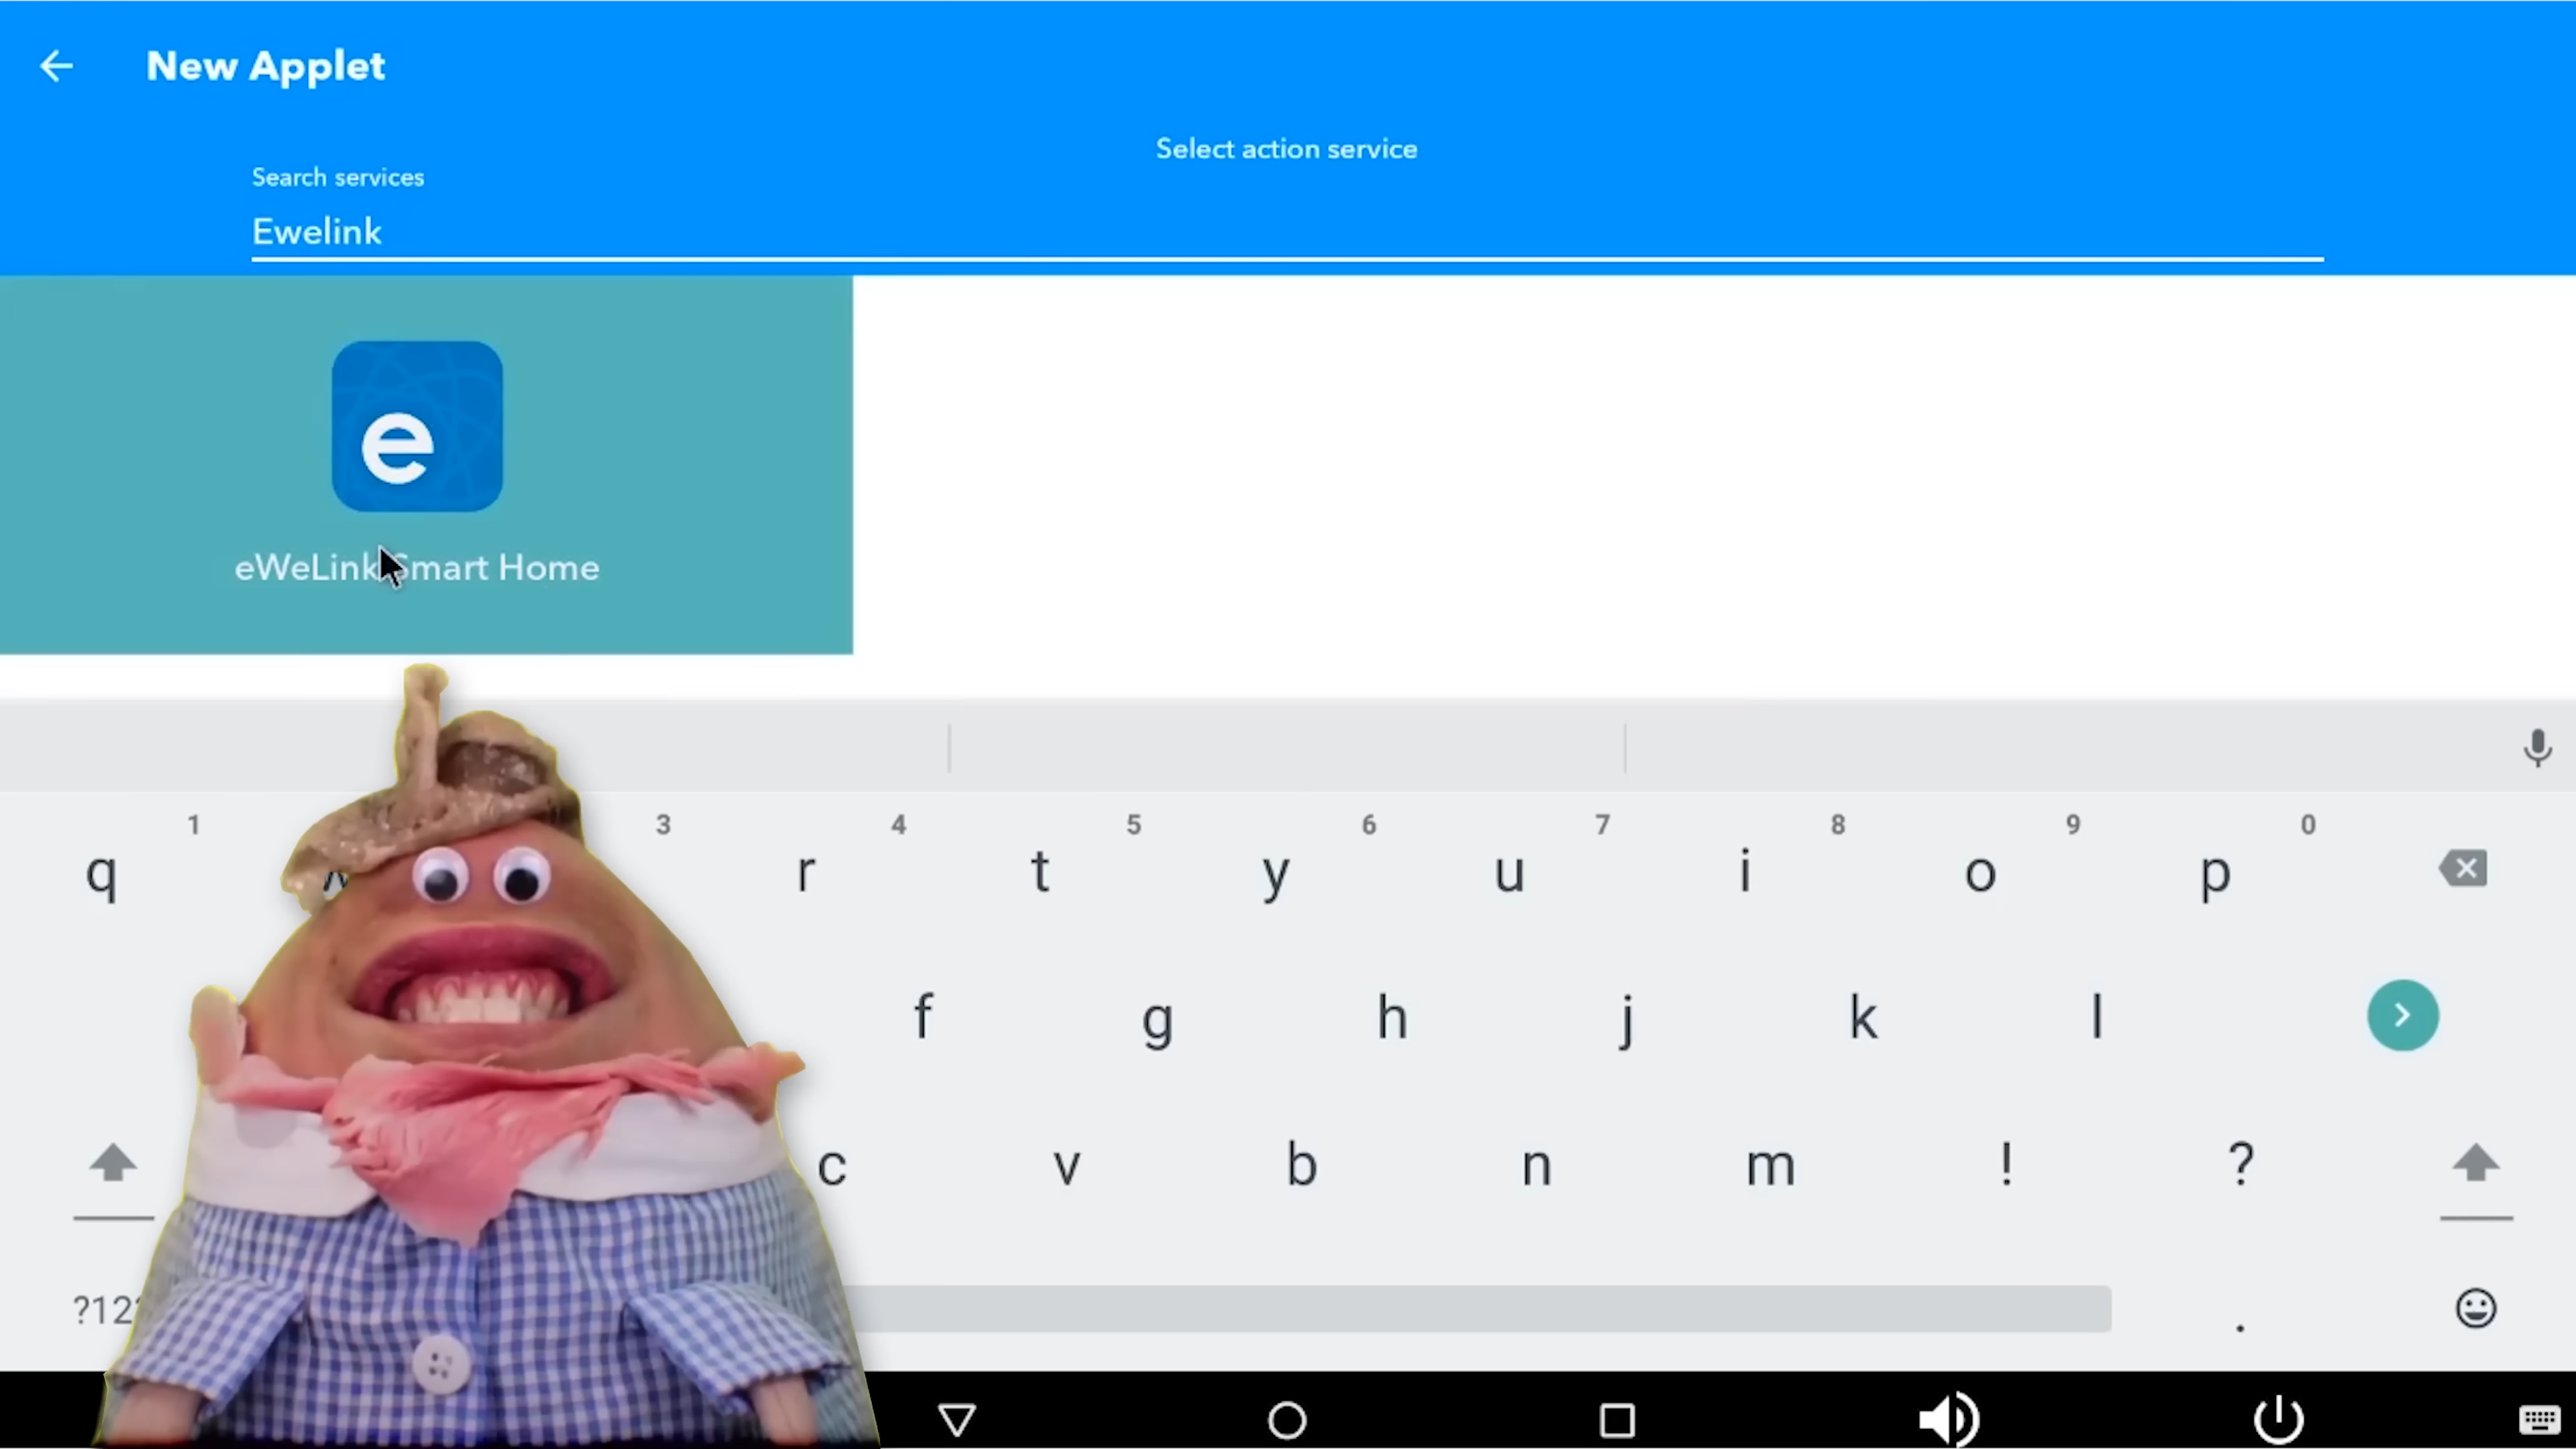 New Applet
Select action service
Search services
Ewelink
e
eWeLink Smart Home
1 3 4 5 6 7 8 9 0
q w r t y u i o p
f g h j k l
c v b n m ! ?
?12
.